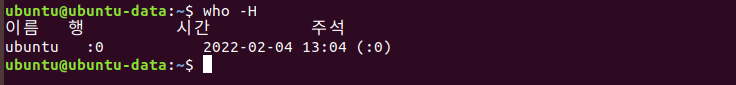 ubuntu@ubuntu-data:~$ who -H
이름 행 시간 주석
ubuntu :0 2022-02-04 13:04 (:0)
ubuntu@ubuntu-data:~$